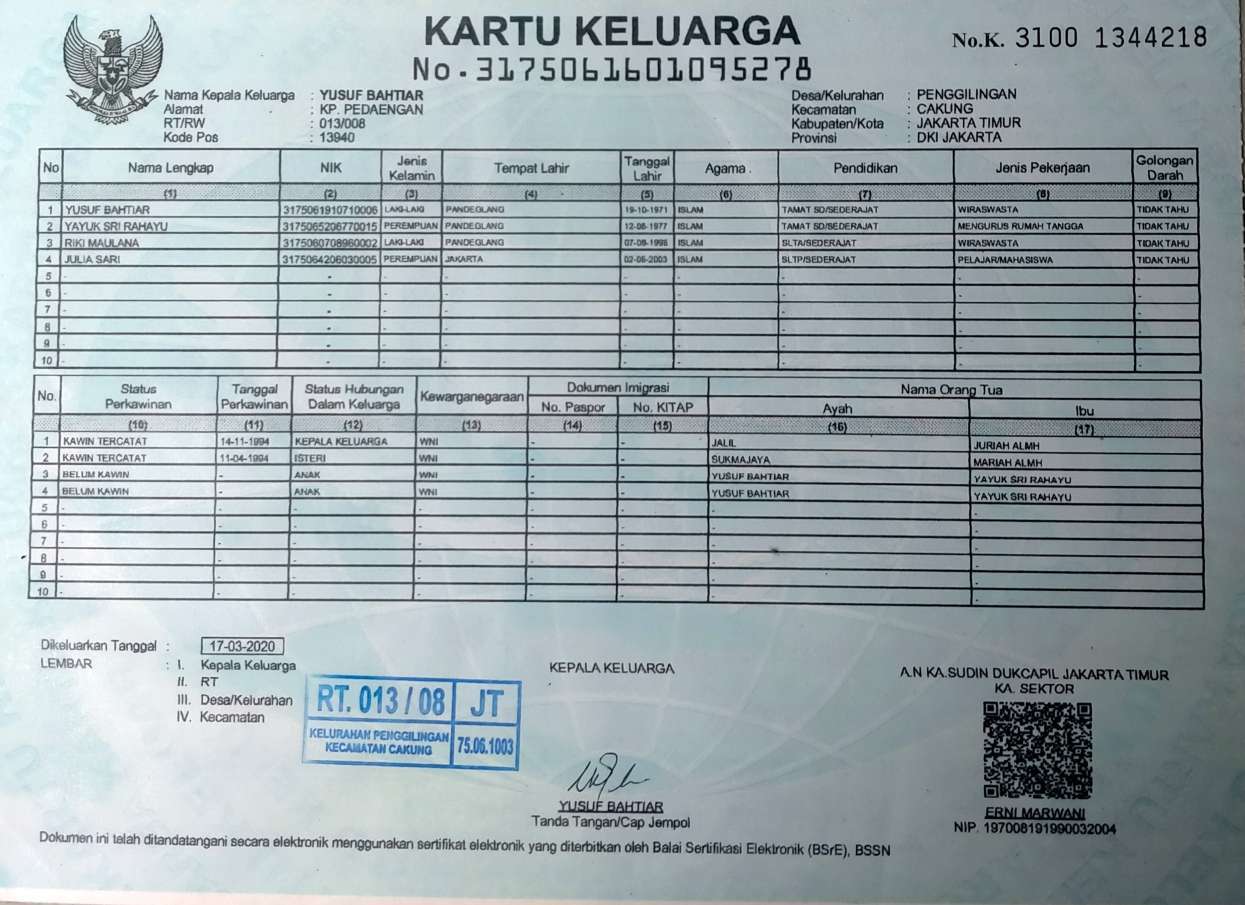 KARTU KELUARGA
No.3175061601095278
No.K. 3100 1344218
Nama Kepala Keluarga : YUSUF BAHTIAR
Alamat : KP. PEDAENGAN
RT/RW : 013/008
Kode Pos : 13940
Desa/Kelurahan : PENGGILINGAN
Kecamatan : CAKUNG
Kabupaten/Kota : JAKARTA TIMUR
Provinsi : DKI JAKARTA
No Nama Lengkap NIK Jenis Kelamin Tempat Lahir Tanggal Lahir Agama . Pendidikan Jenis Pekerjaan Golongan Darah
(1) (2) (3) (4) (5) (6) (7) (8) (9)
1 YUSUF BAHTIAR 3175061910710006 LAKI-LAKI PANDEGLANG 19-10-1971 ISLAM TAMAT SD/SEDERAJAT WIRASWASTA TIDAK TAHU
2 YAYUK SRI RAHAYU 3175065206770015 PEREMPUAN PANDEGLANG 12-06-1977 ISLAM TAMAT SD/SEDERAJAT MENGURUS RUMAH TANGGA TIDAK TAHU
3 RIKI MAULANA 3175060708960002 LAKI-LAKI PANDEGLANG ISLAM SLTA/SEDERAJAT WIRASWASTA TIDAK TAHU
4 JULIA SARI 3175064206030005 PEREMPUAN JAKARTA 02-06-2003 ISLAM SLTP/SEDERAJAT PELAJAR/MAHASISWA TIDAK TAHU
5 - - - - - - - - -
6 - - - - - - - - -
7 - - - - - - - - -
8 - - - - - - - - -
9 - - - - - - - - -
10 - - - - - - - - -
No. Status Perkawinan Tanggal Perkawinan Status Hubungan Dalam Keluarga Kewarganegaraan Dokumen Imigrasi Nama Orang Tua
No. Paspor No. KITAP Ayah Ibu
(10) (11) (12) (13) (14) (15) (16) (17)
1 KAWIN TERCATAT 14-11-1994 KEPALA KELUARGA WNI - - JALIL JURIAH ALMH
2 KAWIN TERCATAT 11-04-1994 ISTERI WNI - - SUKMAJAYA MARIAH ALMH
3 BELUM KAWIN - ANAK WNI - - YUSUF BAHTIAR YAYUK SRI RAHAYU
4 BELUM KAWIN - ANAK WNI - - YUSUF BAHTIAR YAYUK SRI RAHAYU
5 - - - - - - - -
6 - - - - - - - -
7 - - - - - - - -
8 - - - - - - - -
9 - - - - - - - -
10 - - - - - - - -
Dikeluarkan Tanggal : 17-03-2020
LEMBAR : I. Kepala Keluarga
II. RT
III. Desa/Kelurahan
IV. Kecamatan
RT. 013 / 08 JT
KELURAHAN PENGGILINGAN
KECAMATAN CAKUNG
75.06.1003
KEPALA KELUARGA
YUSUF BAHTIAR
Tanda Tangan/Cap Jempol
A.N KA.SUDIN DUKCAPIL JAKARTA TIMUR
KA. SEKTOR
ERNI MARWANI
NIP. 197008191990032004
Dokumen ini telah ditandatangani secara elektronik menggunakan sertifikat elektronik yang diterbitkan oleh Balai Sertifikasi Elektronik (BSrE), BSSN